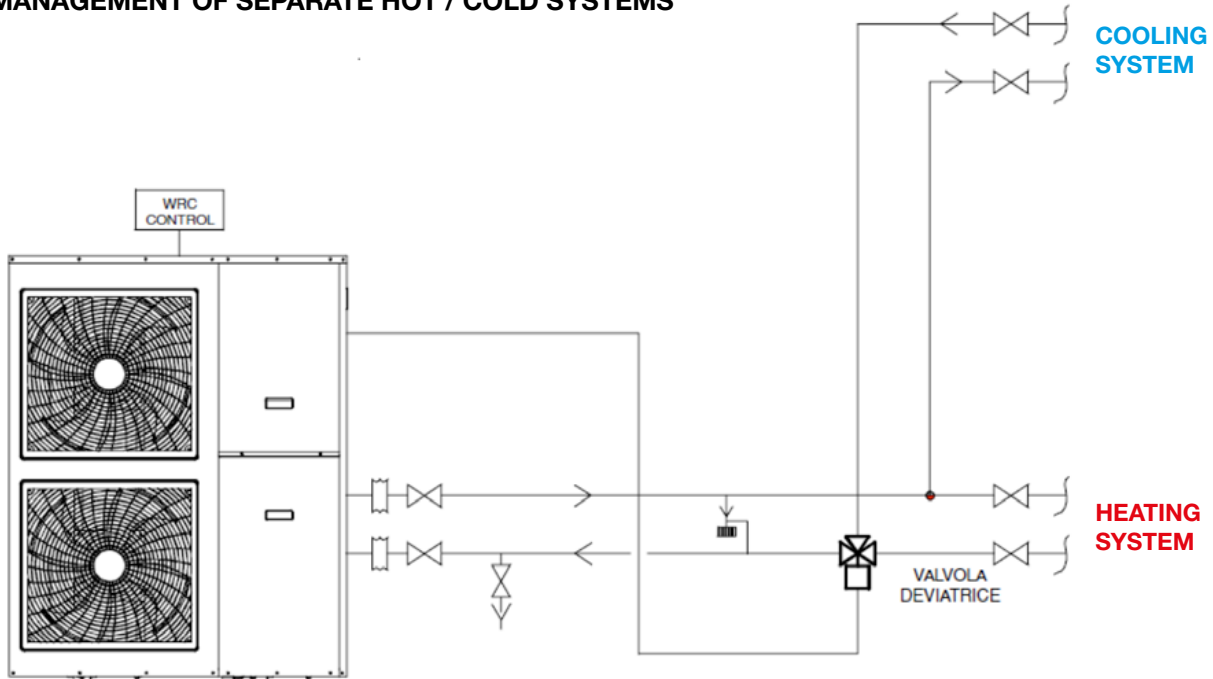 MANAGEMENT OF SEPARATE HOT / COLD SYSTEMS
COOLING
SYSTEM
WRC
CONTROL
HEATING
SYSTEM
VALVOLA
DEVIATRICE